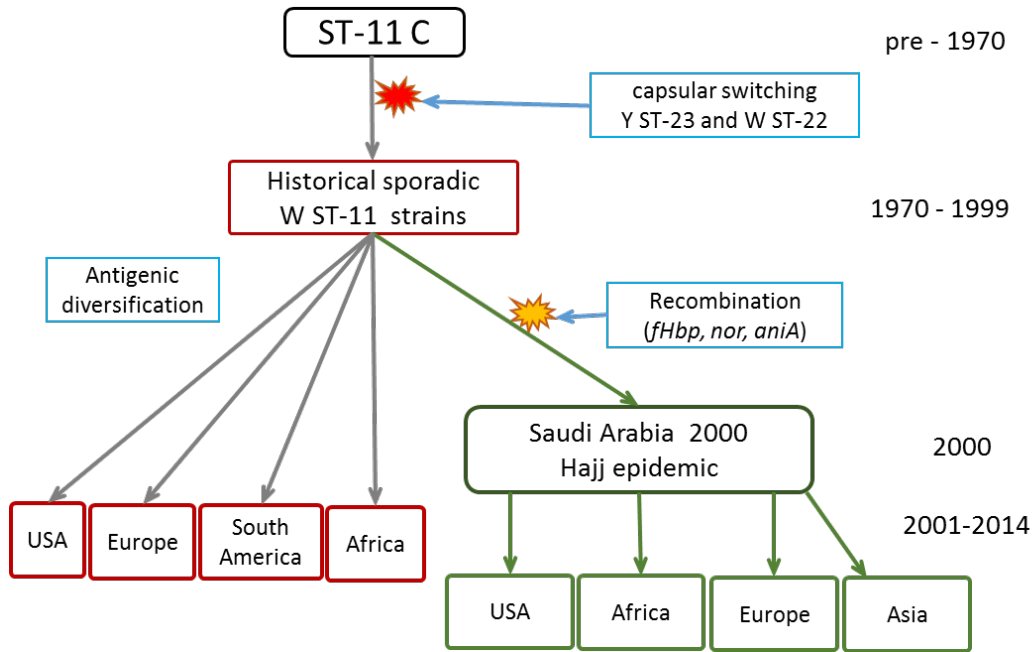 ST-11 C
pre - 1970
capsular switching
Y ST-23 and W ST-22
Historical sporadic
W ST-11 strains
1970 - 1999
Antigenic
diversification
Recombination
(fHbp, nor, aniA)
Saudi Arabia 2000
Hajj epidemic
2000
2001-2014
USA
Europe
South
America
Africa
USA
Africa
Europe
Asia